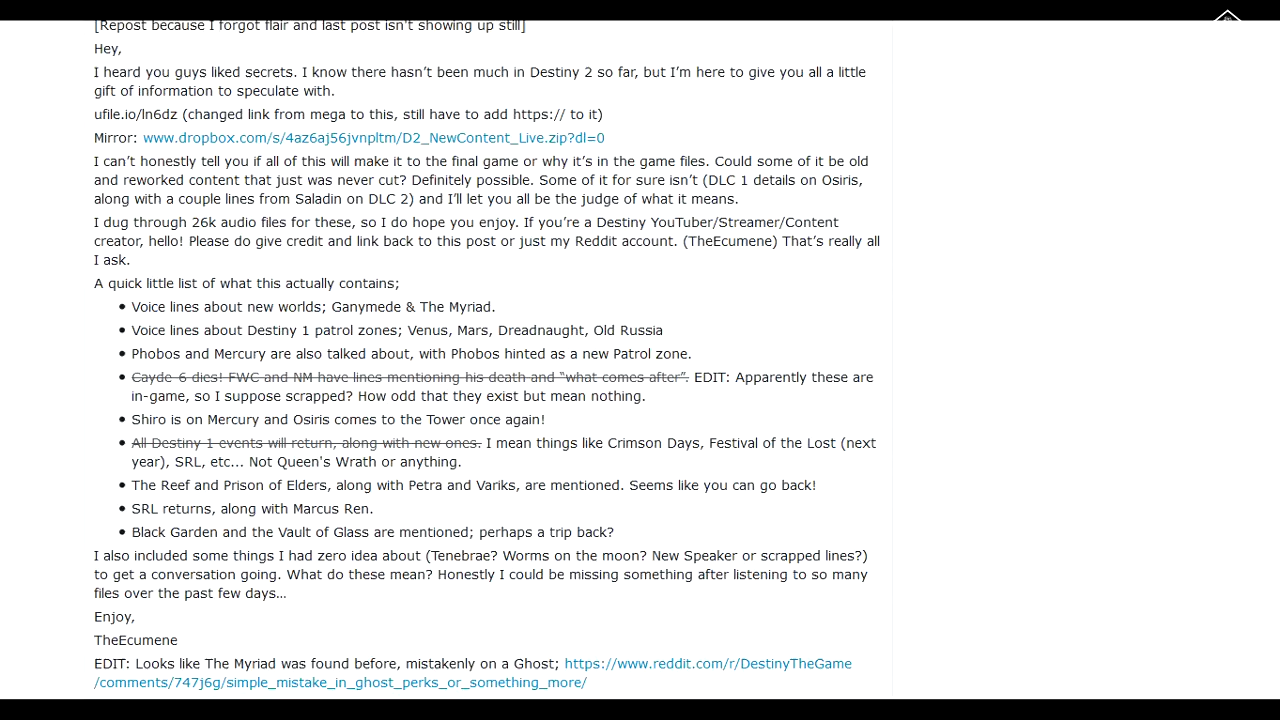 [Repost because I forgot flair and last post isn't showing up still]
Hey,
I heard you guys liked secrets. I know there hasn’t been much in Destiny 2 so far, but I’m here to give you all a little
gift of information to speculate with.
ufile.io/ln6dz (changed link from mega to this, still have to add https:// to it)
Mirror: www.dropbox.com/s/4az6aj56jvnpltm/D2_NewContent_Live.zip?dl=0
I can’t honestly tell you if all of this will make it to the final game or why it’s in the game files. Could some of it be old
and reworked content that just was never cut? Definitely possible. Some of it for sure isn’t (DLC 1 details on Osiris,
along with a couple lines from Saladin on DLC 2) and I’ll let you all be the judge of what it means.
I dug through 26k audio files for these, so I do hope you enjoy. If you’re a Destiny YouTuber/Streamer/Content
creator, hello! Please do give credit and link back to this post or just my Reddit account. (TheEcumene) That’s really all
I ask.
A quick little list of what this actually contains;
• Voice lines about new worlds; Ganymede & The Myriad.
• Voice lines about Destiny 1 patrol zones; Venus, Mars, Dreadnaught, Old Russia
• Phobos and Mercury are also talked about, with Phobos hinted as a new Patrol zone.
• Cayde-6 dies! FWC and NM have lines mentioning his death and “what comes after”. EDIT: Apparently these are
in-game, so I suppose scrapped? How odd that they exist but mean nothing.
• Shiro is on Mercury and Osiris comes to the Tower once again!
• All Destiny 1 events will return, along with new ones. I mean things like Crimson Days, Festival of the Lost (next
year), SRL, etc... Not Queen's Wrath or anything.
• The Reef and Prison of Elders, along with Petra and Variks, are mentioned. Seems like you can go back!
• SRL returns, along with Marcus Ren.
• Black Garden and the Vault of Glass are mentioned; perhaps a trip back?
I also included some things I had zero idea about (Tenebrae? Worms on the moon? New Speaker or scrapped lines?)
to get a conversation going. What do these mean? Honestly I could be missing something after listening to so many
files over the past few days…
Enjoy,
TheEcumene
EDIT: Looks like The Myriad was found before, mistakenly on a Ghost; https://www.reddit.com/r/DestinyTheGame
/comments/747j6g/simple_mistake_in_ghost_perks_or_something_more/